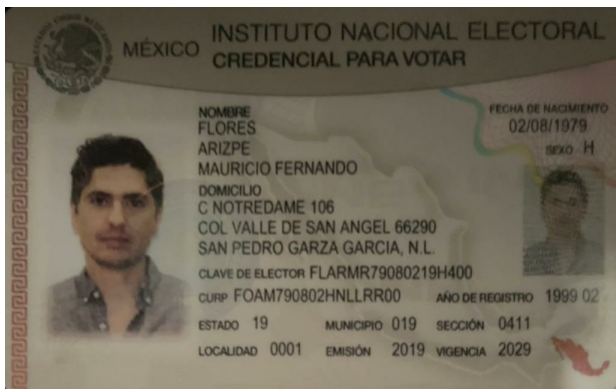 MÉXICO
INSTITUTO NACIONAL ELECTORAL
CREDENCIAL PARA VOTAR
NOMBRE
FLORES
ARIZPE
MAURICIO FERNANDO
FECHA DE NACIMIENTO
02/08/1979
SEXO H
DOMICILIO
C NOTREDAME 106
COL VALLE DE SAN ANGEL 66290
SAN PEDRO GARZA GARCIA, N.L.
CLAVE DE ELECTOR FLARMR79080219H400
CURP FOAM790802HNLLRR00 AÑO DE REGISTRO 1999 02
ESTADO 19 MUNICIPIO 019 SECCIÓN 0411
LOCALIDAD 0001 EMISIÓN 2019 VIGENCIA 2029